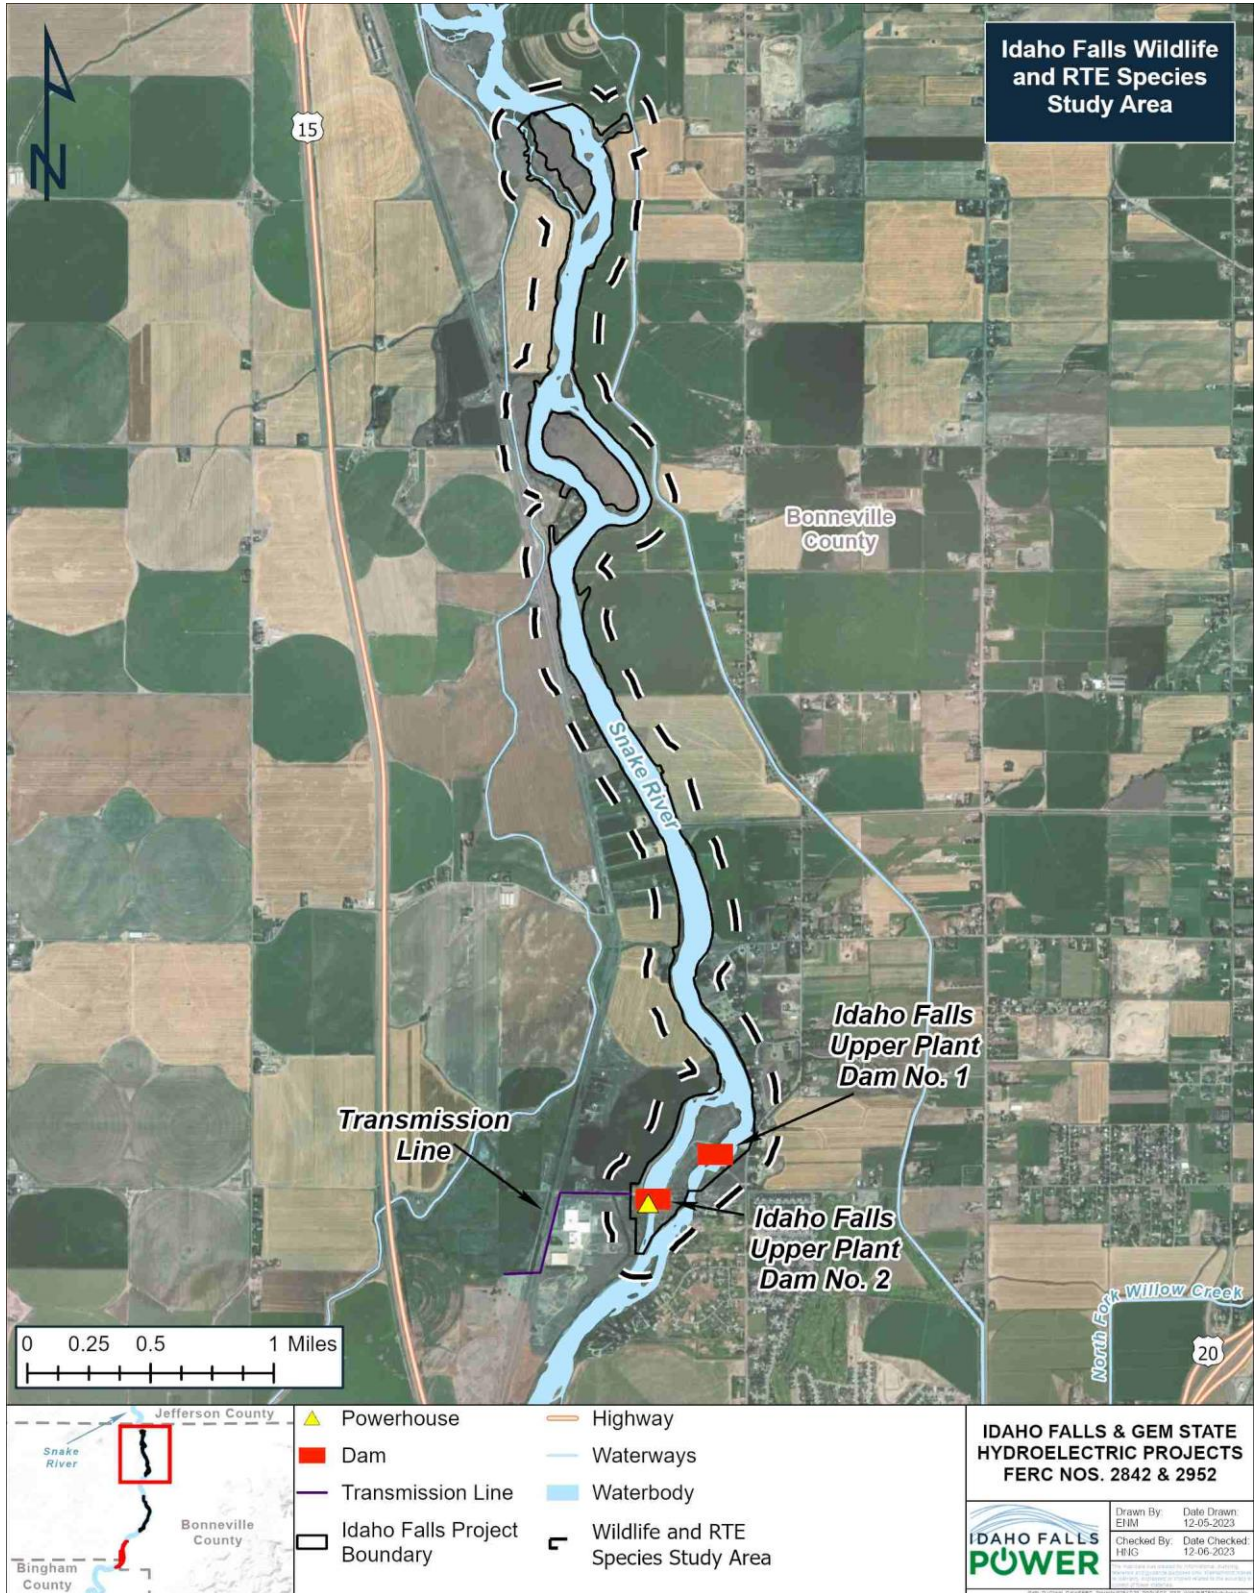 Idaho Falls Wildlife
and RTE Species
Study Area
N
15
Bonneville
County
Snake River
Idaho Falls
Upper Plant
Dam No. 1
Transmission
Line
Idaho Falls
Upper Plant
Dam No. 2
North Fork Willow Creek
20
0 0.25 0.5 1 Miles
Jefferson County
Snake
River
Bonneville
County
Bingham
County
Powerhouse
Dam
Transmission Line
Idaho Falls Project
Boundary
Highway
Waterways
Waterbody
Wildlife and RTE
Species Study Area
IDAHO FALLS & GEM STATE
HYDROELECTRIC PROJECTS
FERC NOS. 2842 & 2952
IDAHO FALLS
POWER
Drawn By: Date Drawn:
ENM 12-05-2023
Checked By: Date Checked:
HNG 12-06-2023